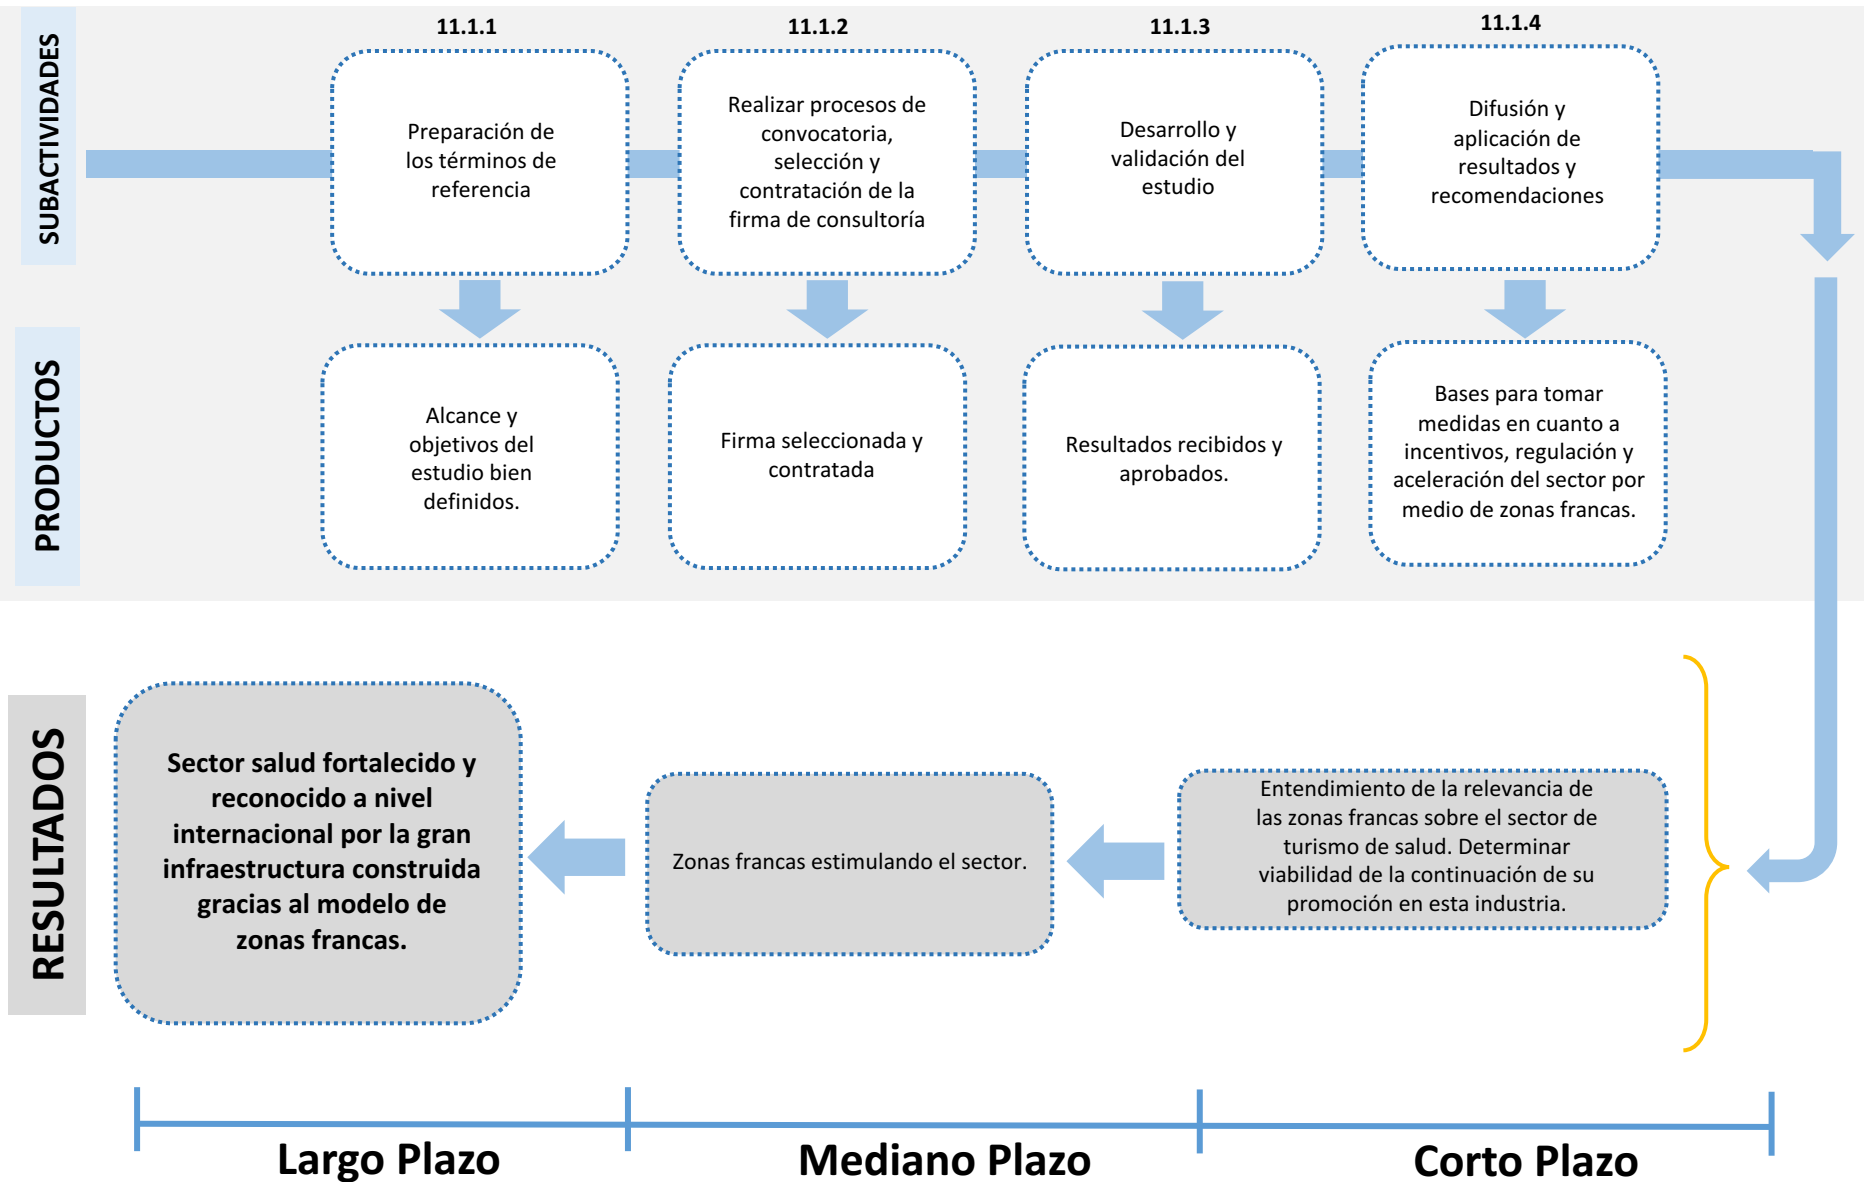 SUBACTIVIDADES
11.1.1
11.1.2
11.1.3
11.1.4
Preparación de
los términos de
referencia
Realizar procesos de
convocatoria,
selección y
contratación de la
firma de consultoría
Desarrollo y
validación del
estudio
Difusión y
aplicación de
resultados y
recomendaciones
PRODUCTOS
Alcance y
objetivos del
estudio bien
definidos.
Firma seleccionada y
contratada
Resultados recibidos y
aprobados.
Bases para tomar
medidas en cuanto a
incentivos, regulación y
aceleración del sector por
medio de zonas francas.
RESULTADOS
Sector salud fortalecido y
reconocido a nivel
internacional por la gran
infraestructura construida
gracias al modelo de
zonas francas.
Zonas francas estimulando el sector.
Entendimiento de la relevancia de
las zonas francas sobre el sector de
turismo de salud. Determinar
viabilidad de la continuación de su
promoción en esta industria.
Largo Plazo
Mediano Plazo
Corto Plazo